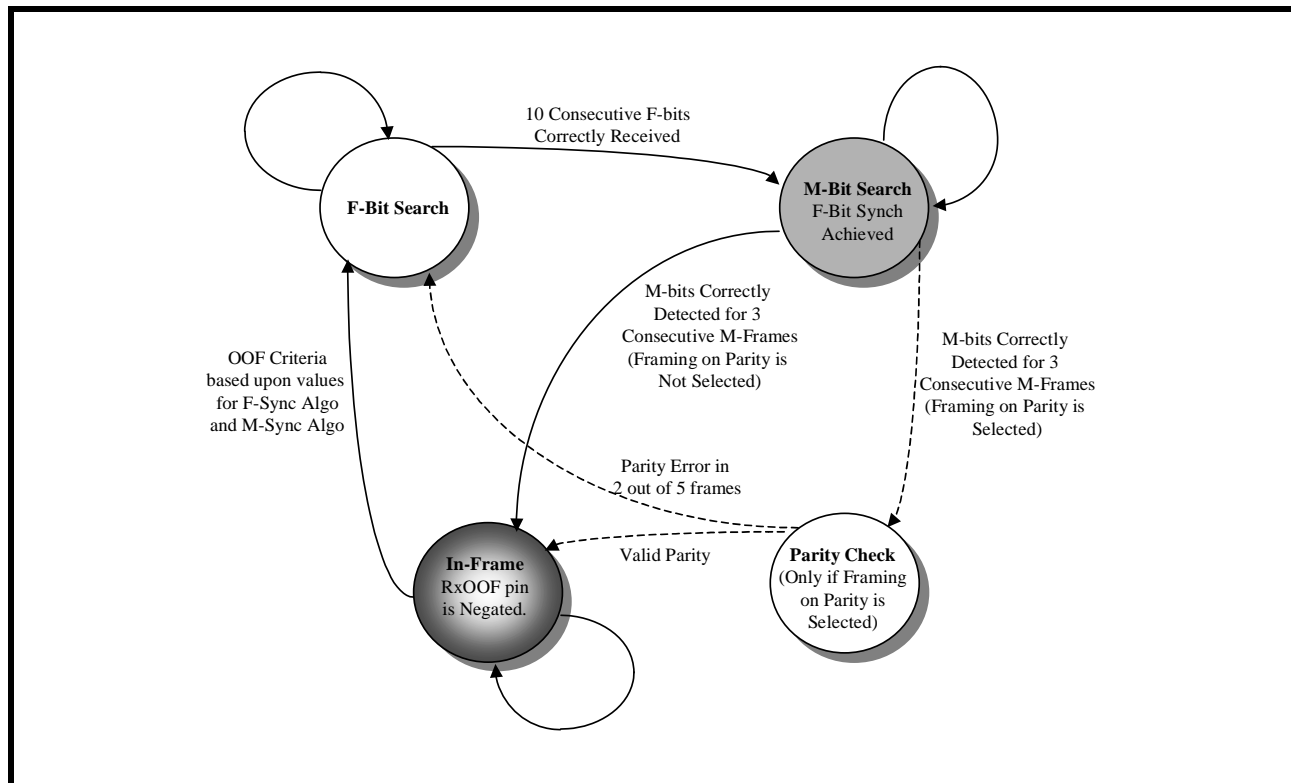 10 Consecutive F-bits
Correctly Received
F-Bit Search
M-Bit Search
F-Bit Synch
Achieved
M-bits Correctly
Detected for 3
Consecutive M-Frames
(Framing on Parity is
Not Selected)
M-bits Correctly
Detected for 3
Consecutive M-Frames
(Framing on Parity is
Selected)
OOF Criteria
based upon values
for F-Sync Algo
and M-Sync Algo
Parity Error in
2 out of 5 frames
Valid Parity
In-Frame
RxOOF pin
is Negated.
Parity Check
(Only if Framing
on Parity is
Selected)